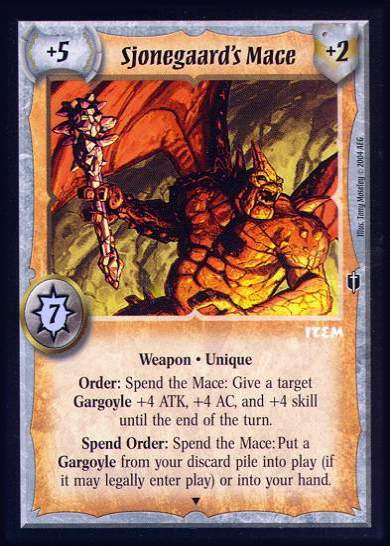 +5
Sjonegaard's Mace
+2
Illus. Tony Moseley © 2004 AEG
7
ITEM
Weapon • Unique
Order: Spend the Mace: Give a target
Gargoyle +4 ATK, +4 AC, and +4 skill
until the end of the turn.
Spend Order: Spend the Mace: Put a
Gargoyle from your discard pile into play (if
it may legally enter play) or into your hand.